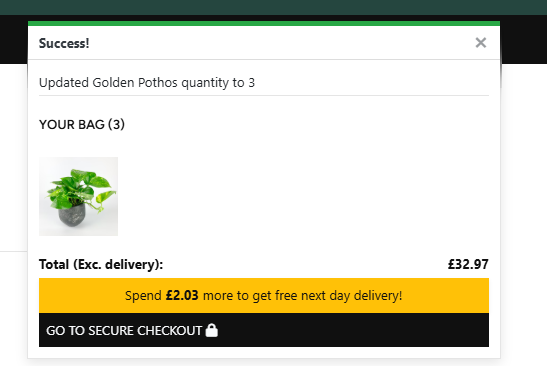 Success!
Updated Golden Pothos quantity to 3
YOUR BAG (3)
Total (Exc. delivery): £32.97
Spend £2.03 more to get free next day delivery!
GO TO SECURE CHECKOUT